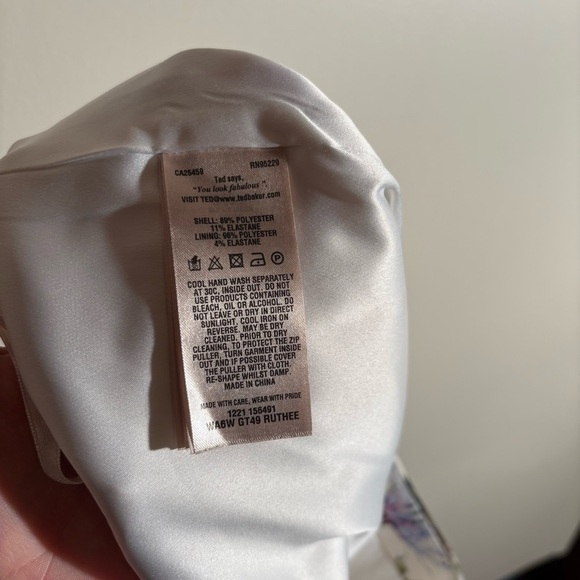 CA25450 RN95229
Ted says,
"You look fabulous".
VISIT TED@www.tedbaker.com
SHELL: 89% POLYESTER
11% ELASTANE
LINING: 96% POLYESTER
4% ELASTANE
P
COOL HAND WASH SEPARATELY
AT 30C, INSIDE OUT. DO NOT
USE PRODUCTS CONTAINING
BLEACH, OIL OR ALCOHOL. DO
NOT LEAVE OR DRY IN DIRECT
SUNLIGHT, COOL IRON ON
REVERSE. MAY BE DRY
CLEANED. PRIOR TO DRY
CLEANING, TO PROTECT THE ZIP
PULLER, TURN GARMENT INSIDE
OUT AND IF POSSIBLE COVER
THE PULLER WITH CLOTH.
RE-SHAPE WHILST DAMP.
MADE IN CHINA
MADE WITH CARE, WEAR WITH PRIDE
1221 156491
WA6W GT49 RUTHEE